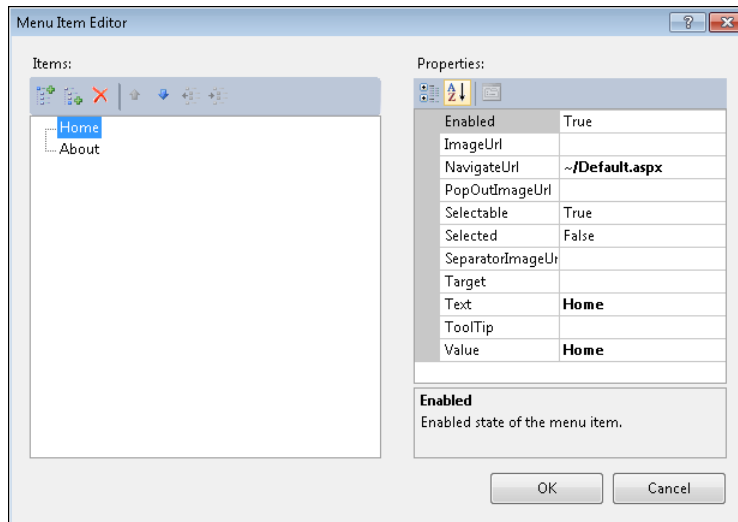 Menu Item Editor
Items:
Home
About
Properties:
Enabled True
ImageUrl
NavigateUrl ~/Default.aspx
PopOutImageUrl
Selectable True
Selected False
SeparatorImageUr
Target
Text Home
ToolTip
Value Home
Enabled
Enabled state of the menu item.
OK Cancel